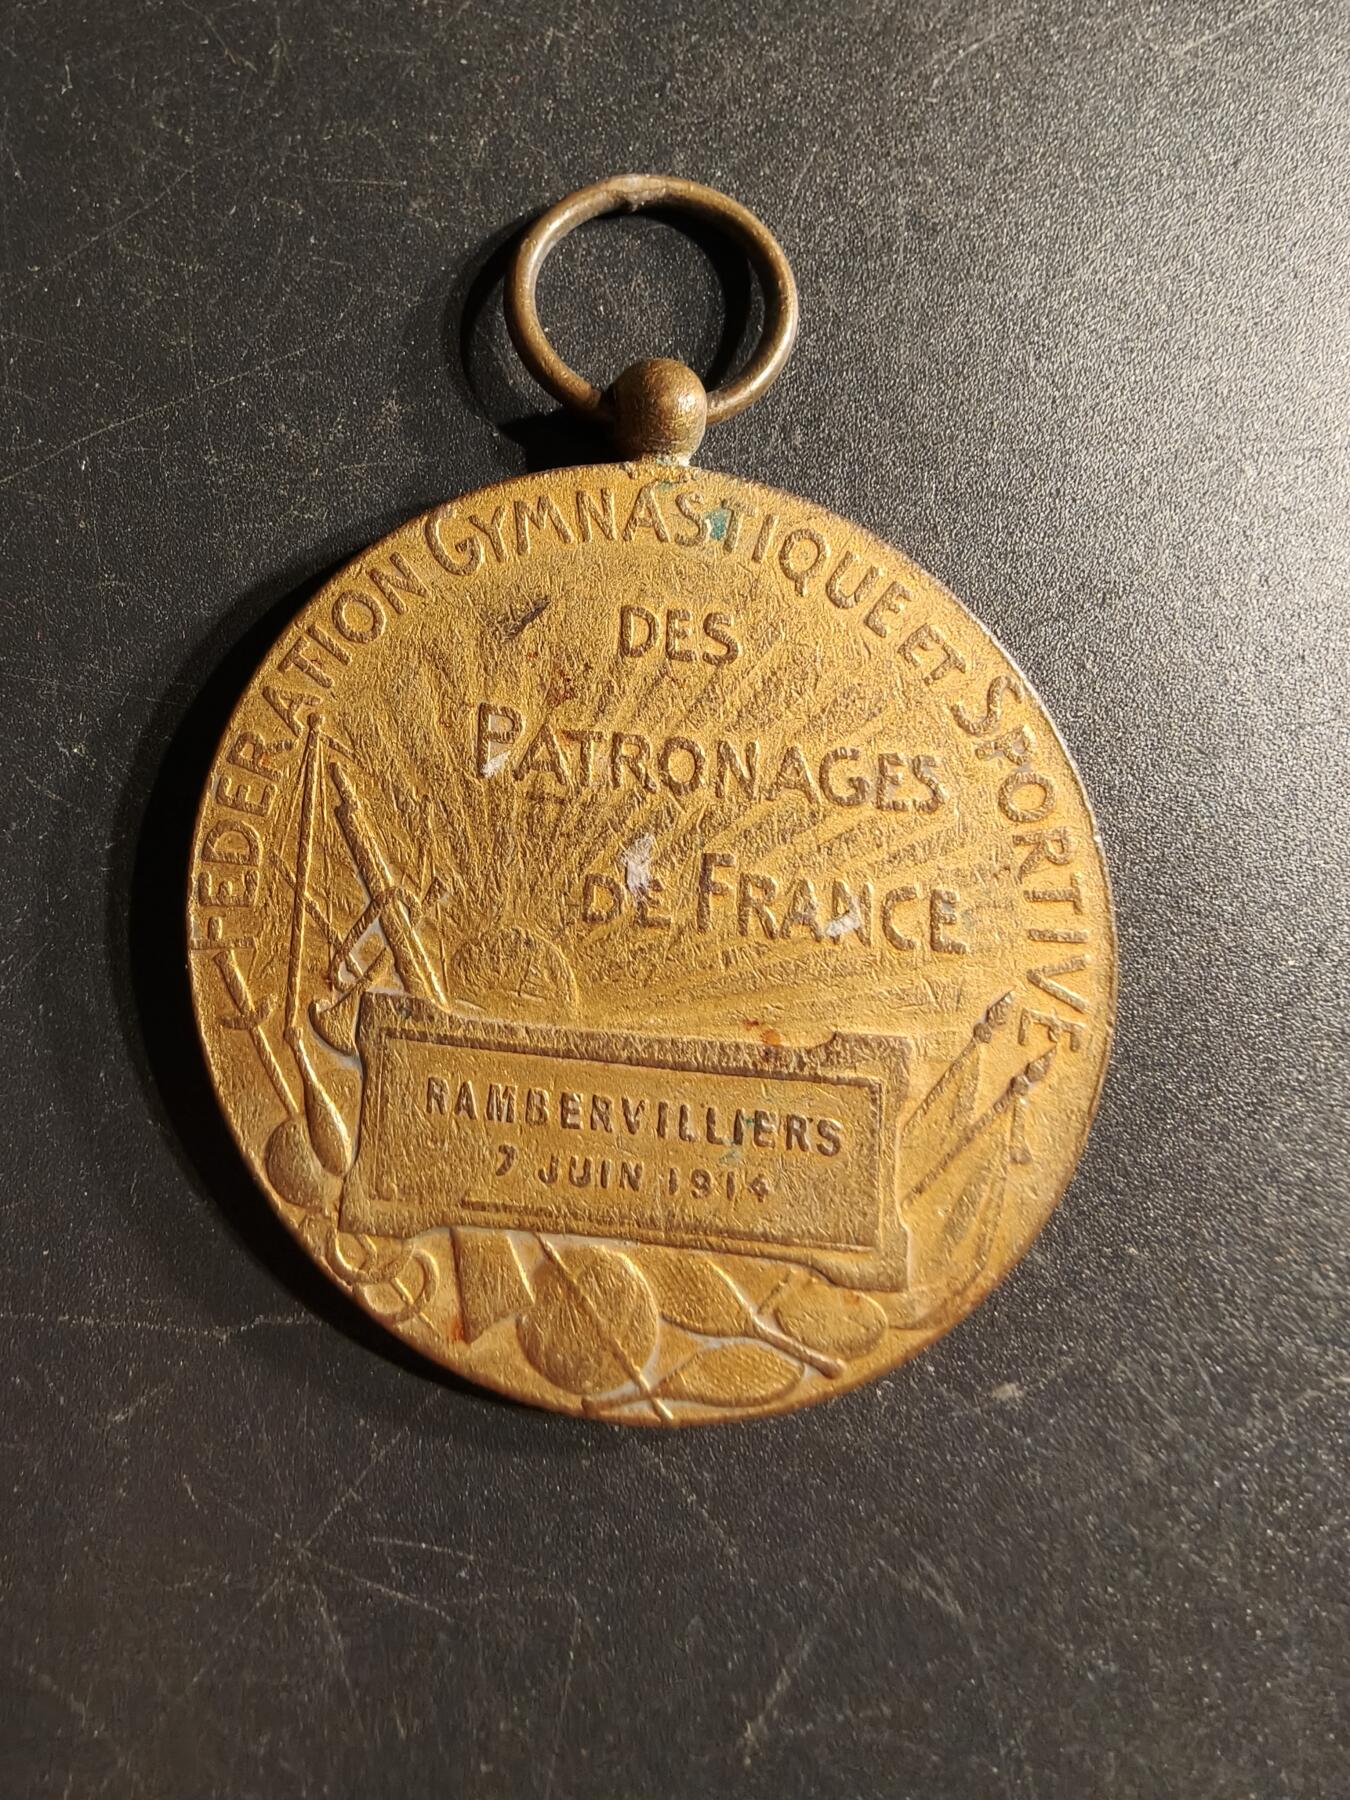 FEDERATION GYMNASTIQUE ET SPORTIVE
DES
PATRONAGES
DE FRANCE
RAMBERVILLIERS
7 JUIN 1914